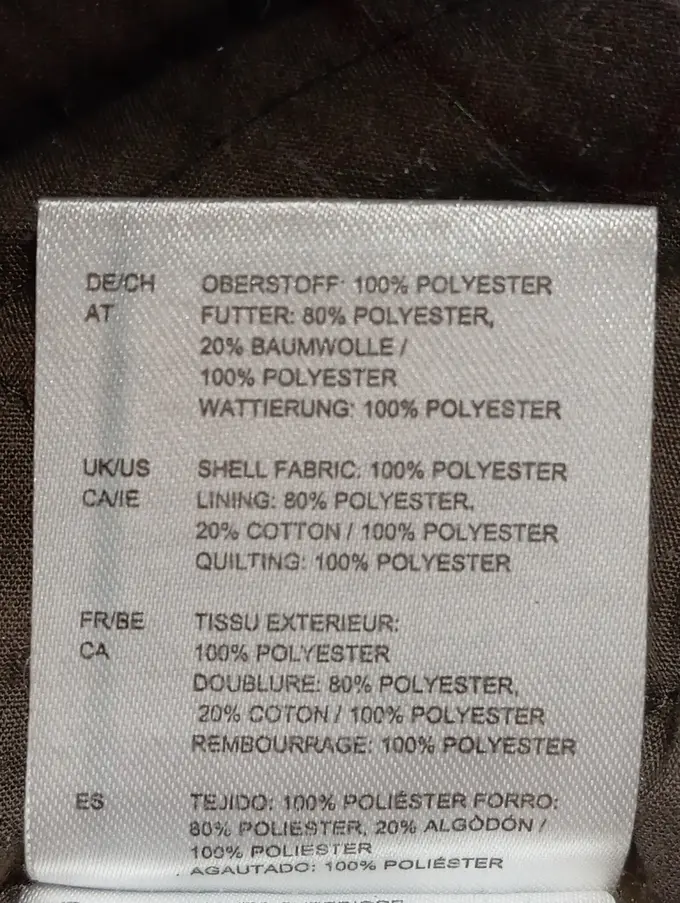 DE/CH OBERSTOFF: 100% POLYESTER
AT FUTTER: 80% POLYESTER,
20% BAUMWOLLE /
100% POLYESTER
WATTIERUNG: 100% POLYESTER
UK/US SHELL FABRIC: 100% POLYESTER
CA/IE LINING: 80% POLYESTER,
20% COTTON / 100% POLYESTER
QUILTING: 100% POLYESTER
FR/BE TISSU EXTERIEUR:
CA 100% POLYESTER
DOUBLURE: 80% POLYESTER,
20% COTON / 100% POLYESTER
REMBOURRAGE: 100% POLYESTER
ES TEJIDO: 100% POLIÉSTER FORRO:
80% POLIESTER, 20% ALGÒDÓN /
100% POLIESTER
AGAUTADO: 100% POLIÉSTER